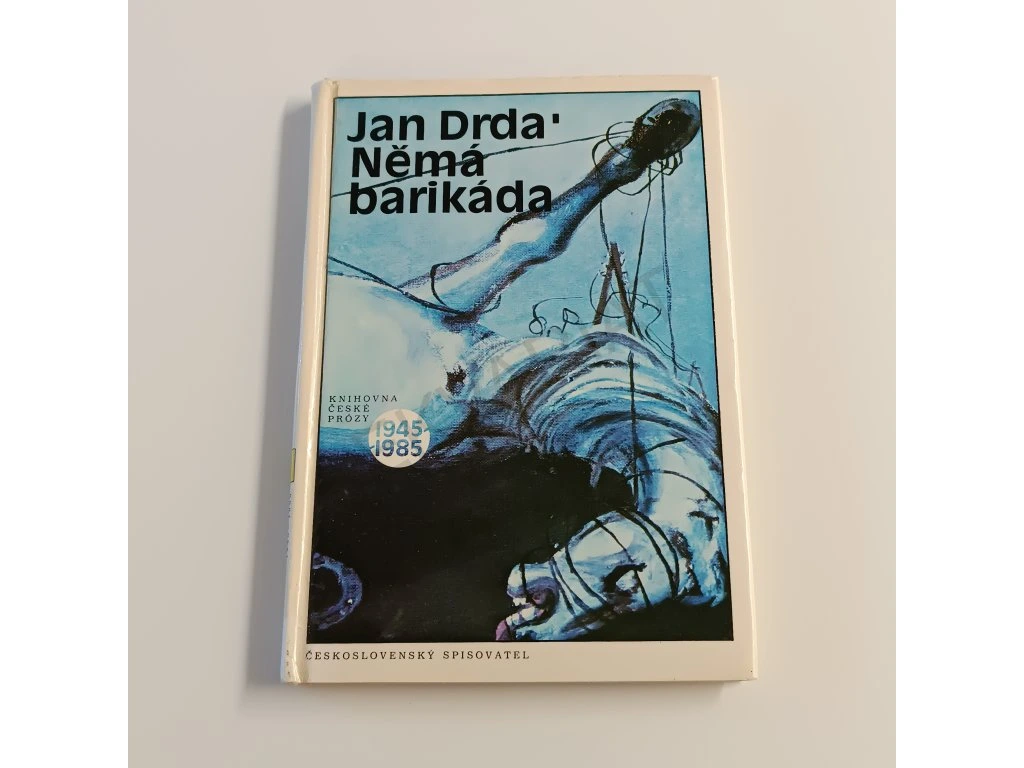 Jan Drda·
Němá
barikáda
KNIHOVNA
ČESKÉ
PRÓZY
1945
1985
ČESKOSLOVENSKÝ SPISOVATEL